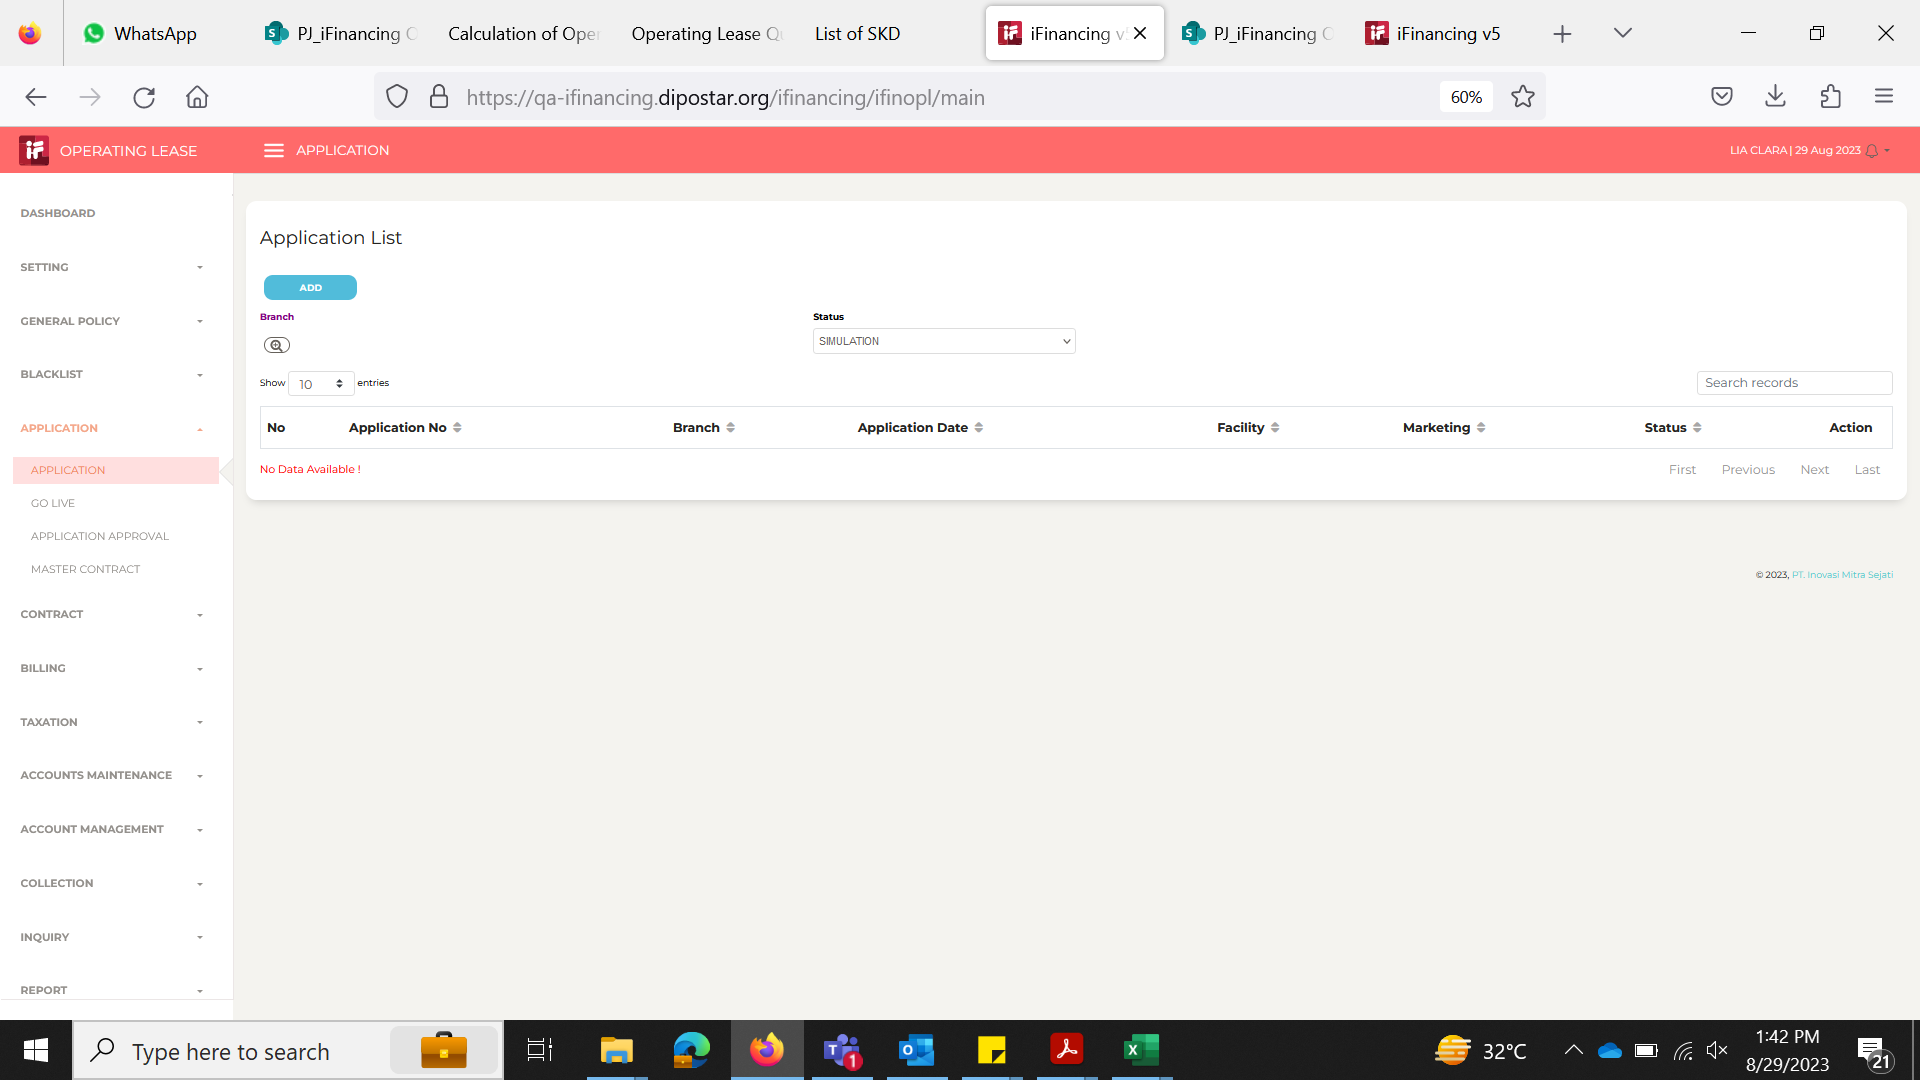 WhatsApp
PJ_iFinancing O
Calculation of Oper
Operating Lease Qu
List of SKD
iFinancing v5
PJ_iFinancing O
iFinancing v5
https://qa-ifinancing.dipostar.org/ifinancing/ifinopl/main
60%
iF OPERATING LEASE
APPLICATION
LIA CLARA | 29 Aug 2023
DASHBOARD
SETTING
GENERAL POLICY
BLACKLIST
APPLICATION
APPLICATION
GO LIVE
APPLICATION APPROVAL
MASTER CONTRACT
CONTRACT
BILLING
TAXATION
ACCOUNTS MAINTENANCE
ACCOUNT MANAGEMENT
COLLECTION
INQUIRY
REPORT
Application List
ADD
Branch
Status
SIMULATION
Show 10 entries
Search records
No Application No Branch Application Date Facility Marketing Status Action
No Data Available !
First Previous Next Last
© 2023, PT. Inovasi Mitra Sejati
Type here to search
32°C
1:42 PM
8/29/2023
21
1